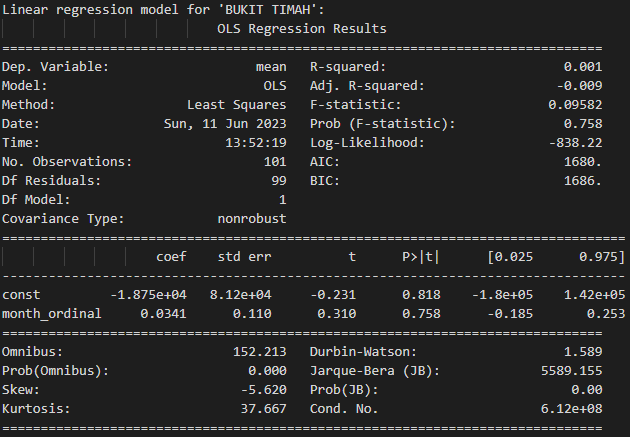 Linear regression model for 'BUKIT TIMAH':
OLS Regression Results
==============================================================================
Dep. Variable: mean R-squared: 0.001
Model: OLS Adj. R-squared: -0.009
Method: Least Squares F-statistic: 0.09582
Date: Sun, 11 Jun 2023 Prob (F-statistic): 0.758
Time: 13:52:19 Log-Likelihood: -838.22
No. Observations: 101 AIC: 1680.
Df Residuals: 99 BIC: 1686.
Df Model: 1
Covariance Type: nonrobust
=================================================================================
coef std err t P>|t| [0.025 0.975]
---------------------------------------------------------------------------------
const -1.875e+04 8.12e+04 -0.231 0.818 -1.8e+05 1.42e+05
month_ordinal 0.0341 0.110 0.310 0.758 -0.185 0.253
==============================================================================
Omnibus: 152.213 Durbin-Watson: 1.589
Prob(Omnibus): 0.000 Jarque-Bera (JB): 5589.155
Skew: -5.620 Prob(JB): 0.00
Kurtosis: 37.667 Cond. No. 6.12e+08
==============================================================================